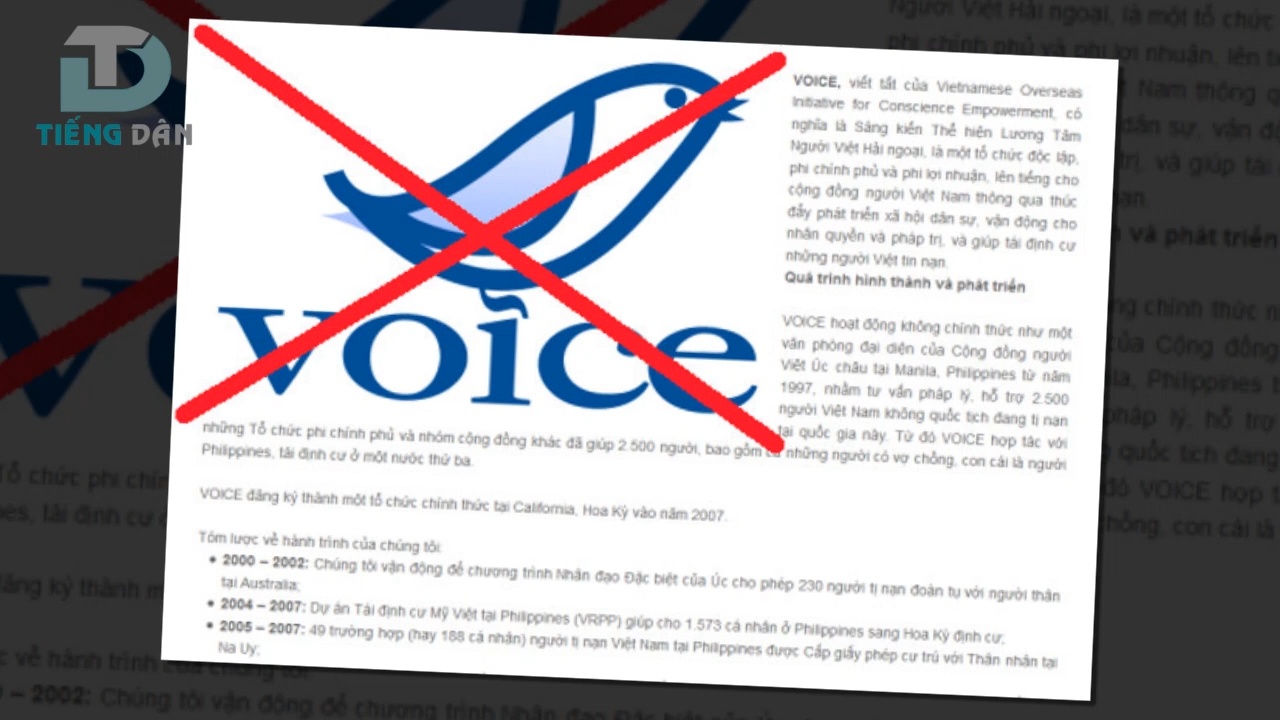 TIẾNG DÂN
voice
VOICE, viết tắt của Vietnamese Overseas
Initiative for Conscience Empowerment, có
nghĩa là Sáng kiến Thể hiện Lương Tâm
Người Việt Hải ngoại, là một tổ chức độc lập,
phi chính phủ và phi lợi nhuận, lên tiếng cho
cộng đồng người Việt Nam thông qua thúc
đẩy phát triển xã hội dân sự, vận động cho
nhân quyền và pháp trị, và giúp tái định cư
những người Việt tin nạn.
Quá trình hình thành và phát triển
VOICE hoạt động không chính thức như một
văn phòng đại diện của Cộng đồng người
Việt Úc châu tại Manila, Philippines từ năm
1997, nhằm tư vấn pháp lý, hỗ trợ 2.500
người Việt Nam không quốc tịch đang tị nạn
tại quốc gia này. Từ đó VOICE hợp tác với
những Tổ chức phi chính phủ và nhóm cộng đồng khác đã giúp 2.500 người, bao gồm những người có vợ chồng, con cái là người
Philippines, tái định cư ở một nước thứ ba.
VOICE đăng ký thành một tổ chức chính thức tại California, Hoa Kỳ vào năm 2007.
Tóm lược về hành trình của chúng tôi:
• 2000 – 2002: Chúng tôi vận động để chương trình Nhân đạo Đặc biệt của Úc cho phép 230 người tị nạn đoàn tụ với người thân
tại Australia;
• 2004 – 2007: Dự án Tái định cư Mỹ Việt tại Philippines (VRPP) giúp cho 1.573 cá nhân ở Philippines sang Hoa Kỳ định cư;
• 2005 – 2007: 49 trường hợp (hay 188 cá nhân) người tị nạn Việt Nam tại Philippines được Cấp giấy phép cư trú với Thân nhân tại
Na Uy;